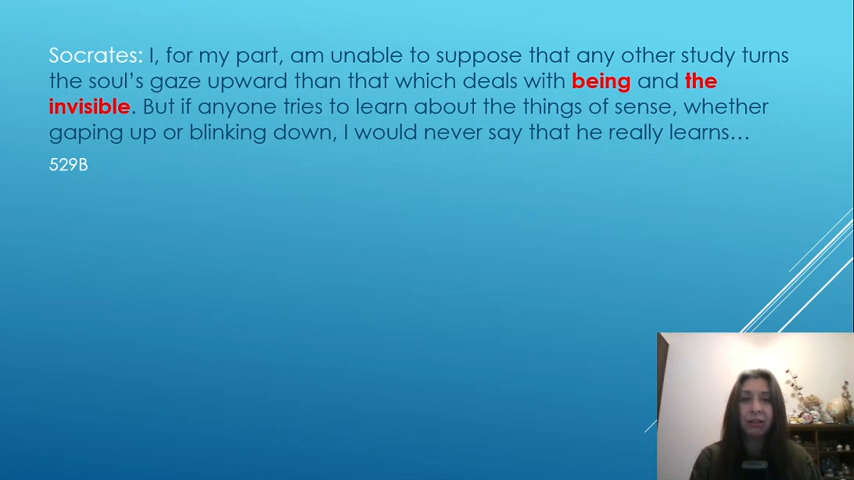 Socrates: I, for my part, am unable to suppose that any other study turns
the soul’s gaze upward than that which deals with being and the
invisible. But if anyone tries to learn about the things of sense, whether
gaping up or blinking down, I would never say that he really learns…
529B